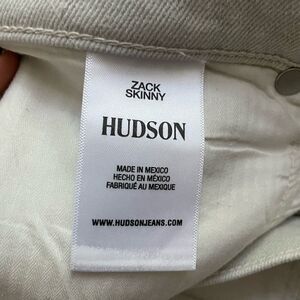 ZACK
SKINNY
HUDSON
MADE IN MEXICO
HECHO EN MÉXICO
FABRIQUÉ AU MEXIQUE
WWW.HUDSONJEANS.COM